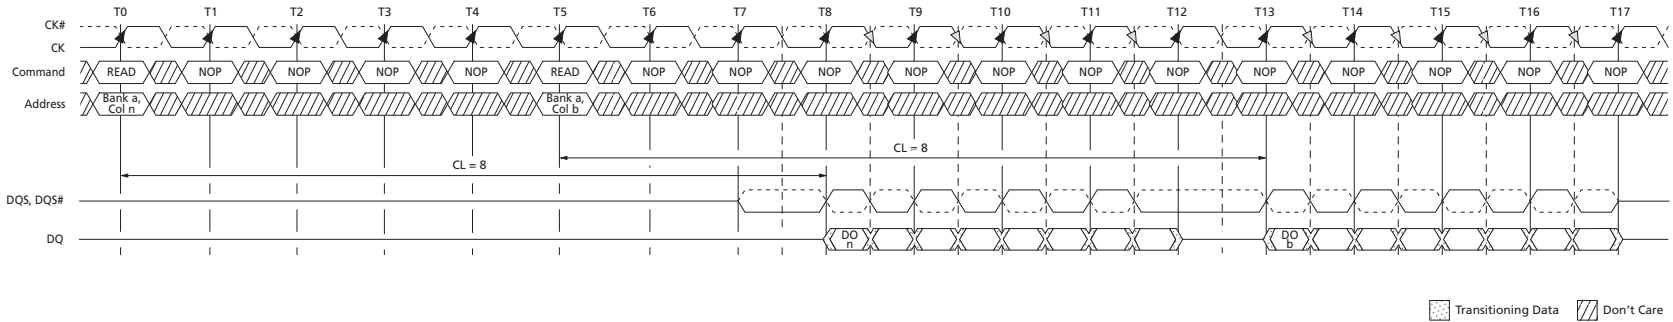 T0 T1 T2 T3 T4 T5 T6 T7 T8 T9 T10 T11 T12 T13 T14 T15 T16 T17
CK#
CK
Command READ NOP NOP NOP NOP READ NOP NOP NOP NOP NOP NOP NOP NOP NOP NOP NOP NOP
Address Bank a, Bank a,
Col n Col b
CL = 8
CL = 8
DQS, DQS#
DQ DO DO
n b
Transitioning Data Don't Care